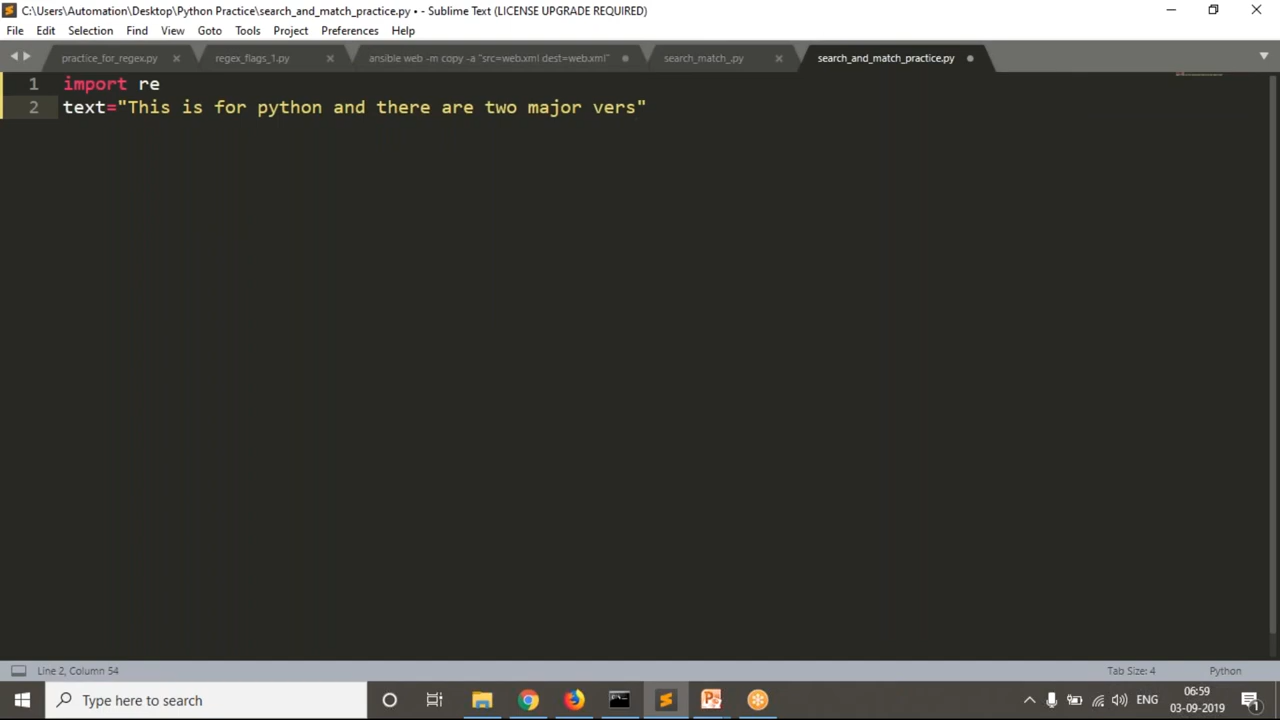 C:\Users\Automation\Desktop\Python Practice\search_and_match_practice.py • - Sublime Text (LICENSE UPGRADE REQUIRED)
File Edit Selection Find View Goto Tools Project Preferences Help
practice_for_regex.py regex_flags_1.py ansible web -m copy -a "src=web.xml dest=web.xml" search_match_.py search_and_match_practice.py
1 import re
2 text="This is for python and there are two major vers"
Line 2, Column 54 Tab Size: 4 Python
Type here to search ENG 06:59
03-09-2019 1